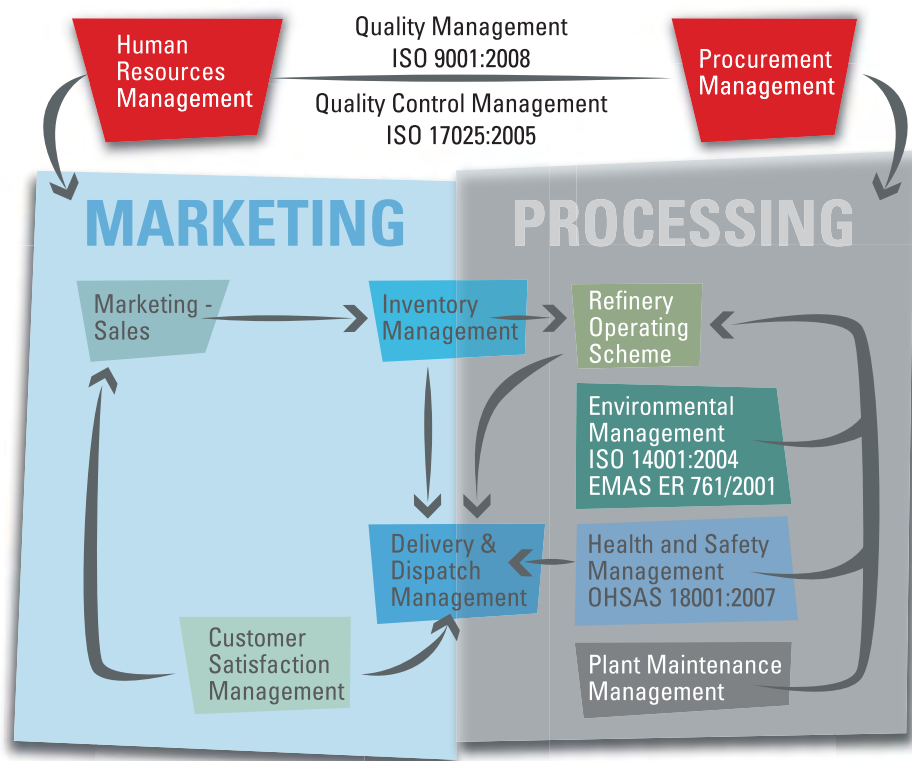 Human
Resources
Management
Quality Management
ISO 9001:2008
Quality Control Management
ISO 17025:2005
Procurement
Management
MARKETING
PROCESSING
Marketing -
Sales
Inventory
Management
Refinery
Operating
Scheme
Environmental
Management
ISO 14001:2004
EMAS ER 761/2001
Delivery &
Dispatch
Management
Health and Safety
Management
OHSAS 18001:2007
Customer
Satisfaction
Management
Plant Maintenance
Management